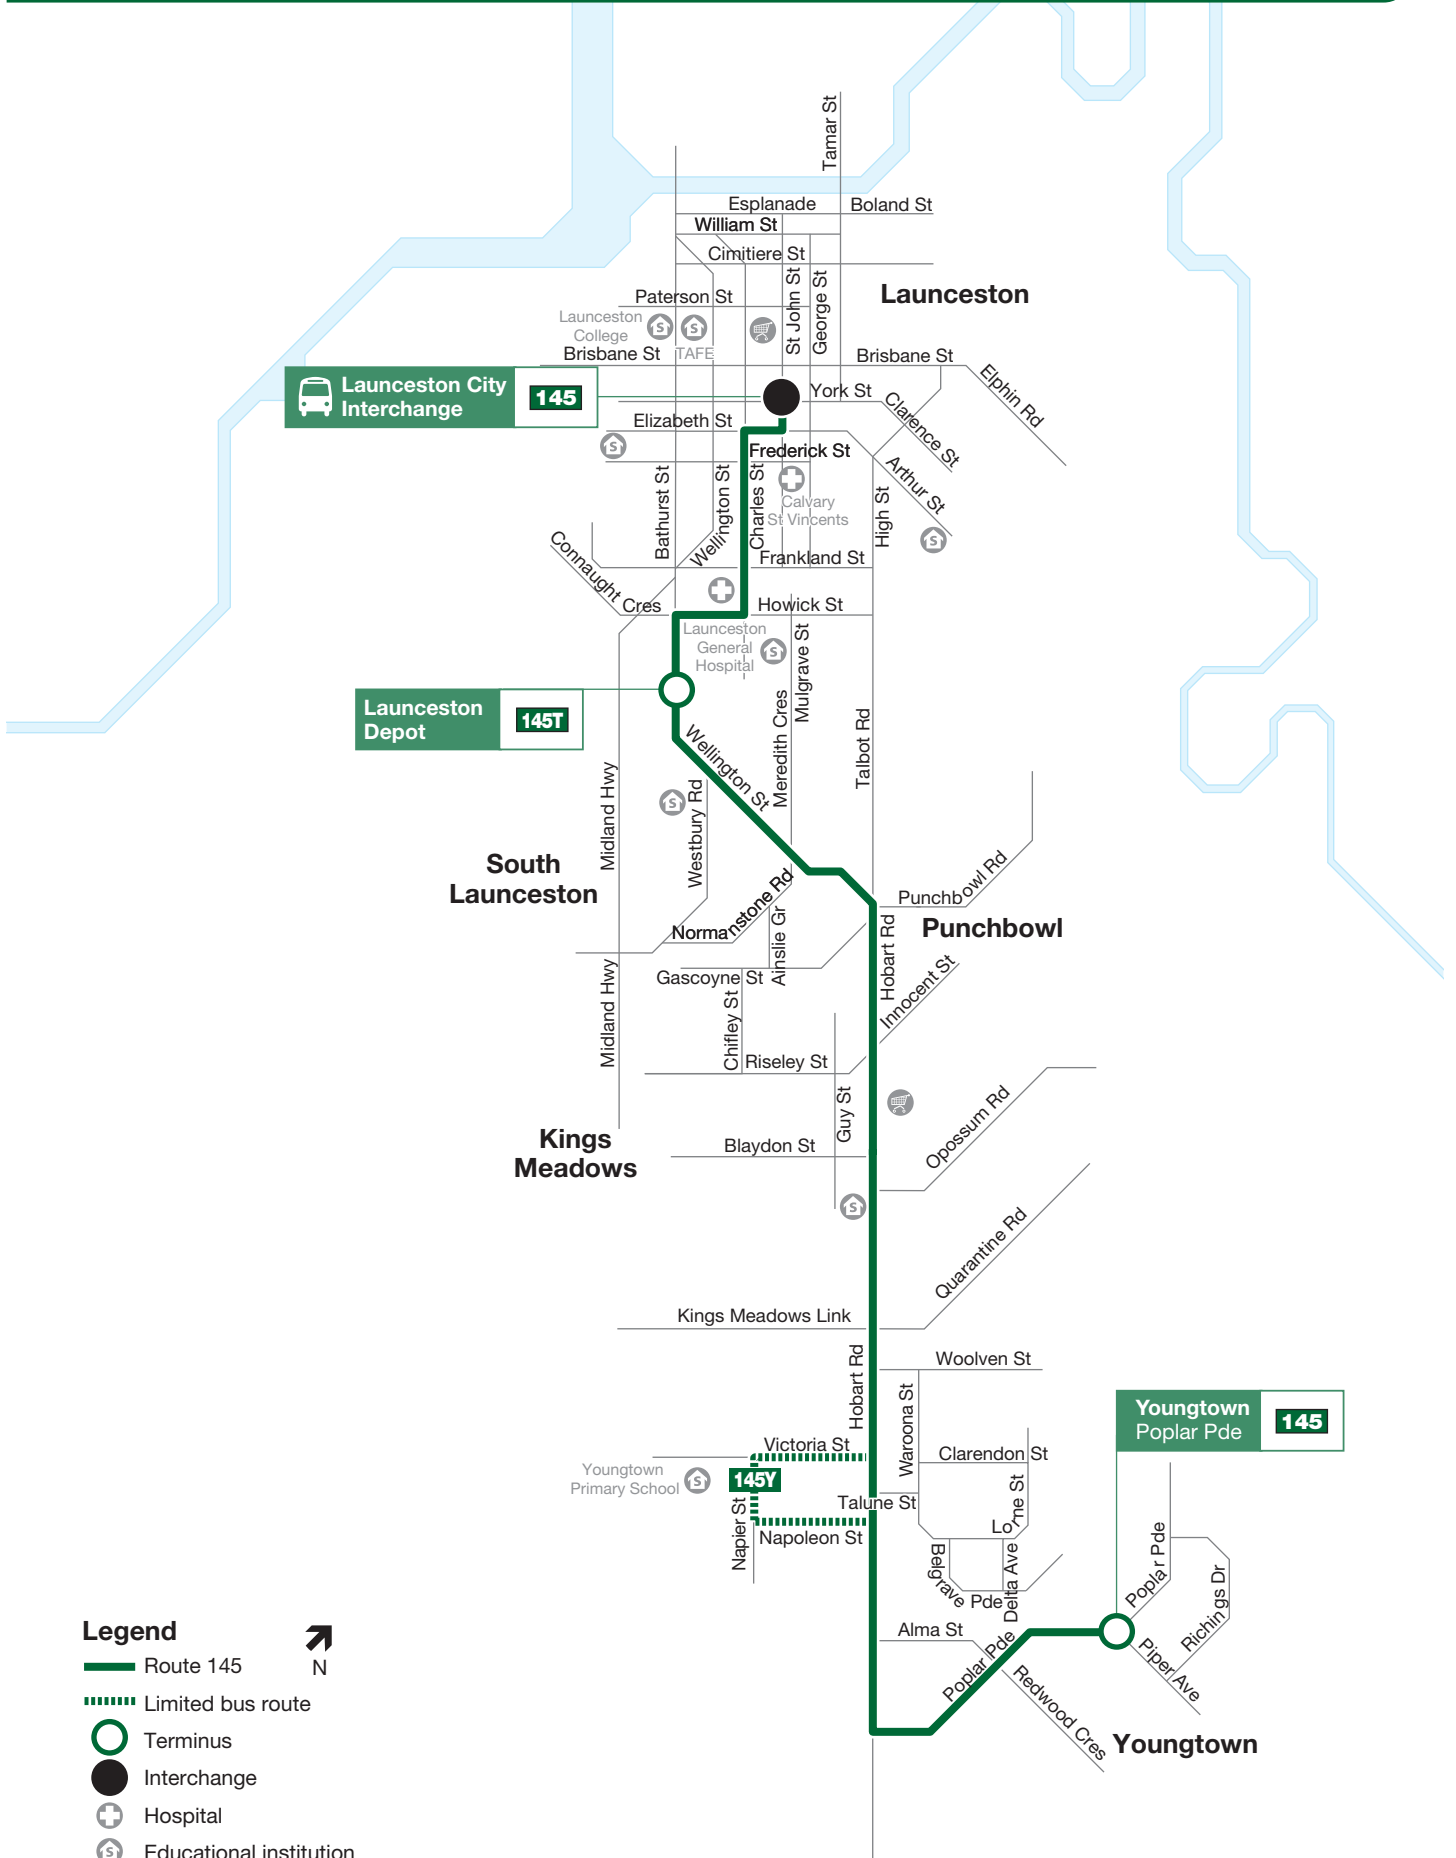 Tamar St
Esplanade
Boland St
William St
Cimitiere St
Launceston
Paterson St
St John St
George St
Launceston
College
TAFE
Brisbane St
Brisbane St
Elphin Rd
Launceston City
Interchange
145
York St
Clarence St
Elizabeth St
Frederick St
Arthur St
Bathurst St
Wellington St
Charles St
Calvary
St Vincents
High St
Connaught Cres
Frankland St
Howick St
Launceston
General
Hospital
Mulgrave St
Launceston
Depot
145T
Wellington St
Meredith Cres
Talbot Rd
Midland Hwy
Westbury Rd
South
Launceston
Punchbowl Rd
Normanstone Rd
Punchbowl
Ainslie Gr
Hobart Rd
Gascoyne St
Innocent St
Midland Hwy
Chifley St
Riseley St
Guy St
Opossum Rd
Kings
Meadows
Blaydon St
Quarantine Rd
Kings Meadows Link
Hobart Rd
Woolven St
Waroona St
Youngtown
Poplar Pde
145
Victoria St
Clarendon St
Youngtown
Primary School
145Y
Talune St
Lorne St
Napier St
Napoleon St
Belgrave Pde
Delta Ave
Poplar Pde
Richings Dr
Alma St
Poplar Pde
Piper Ave
Redwood Cres
Youngtown
Legend
N
Route 145
Limited bus route
Terminus
Interchange
Hospital
Educational institution